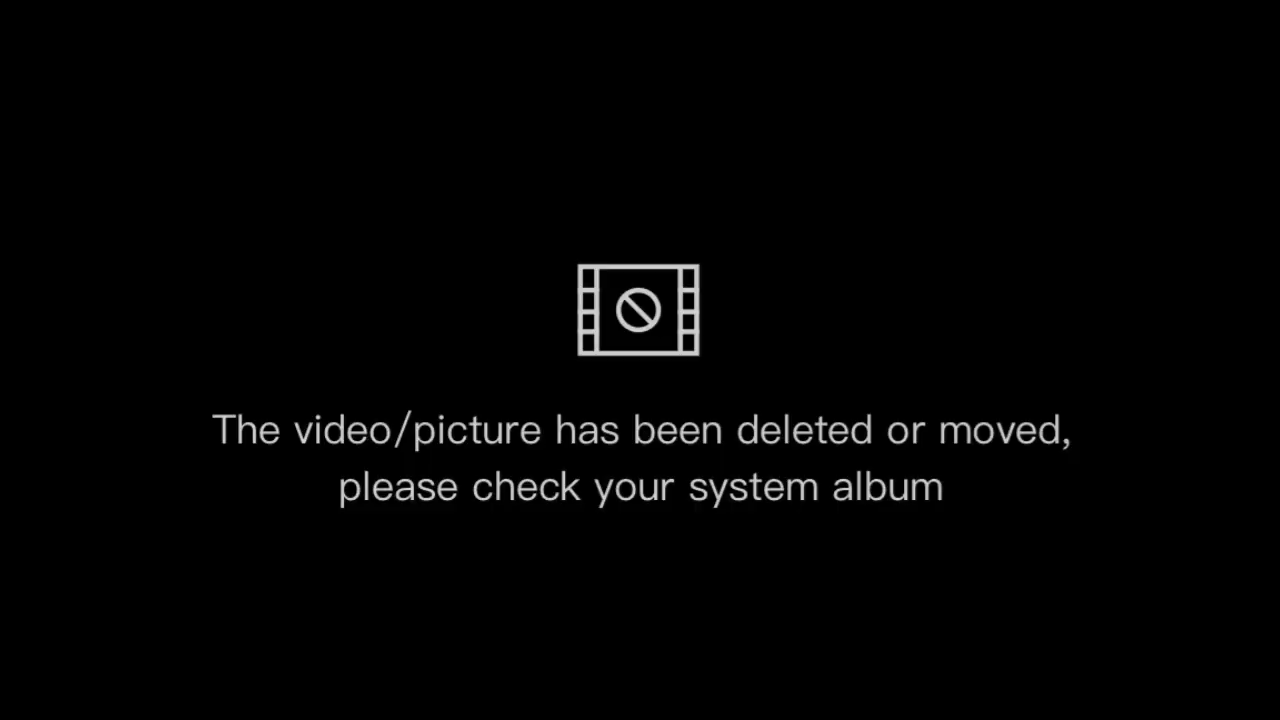 The video/picture has been deleted or moved,
please check your system album